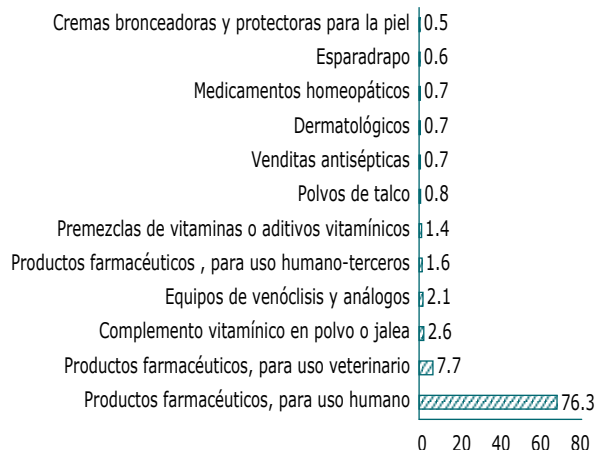 Cremas bronceadoras y protectoras para la piel 0.5
Esparadrapo 0.6
Medicamentos homeopáticos 0.7
Dermatológicos 0.7
Venditas antisépticas 0.7
Polvos de talco 0.8
Premezclas de vitaminas o aditivos vitamínicos 1.4
Productos farmacéuticos , para uso humano-terceros 1.6
Equipos de venóclisis y análogos 2.1
Complemento vitamínico en polvo o jalea 2.6
Productos farmacéuticos, para uso veterinario 7.7
Productos farmacéuticos, para uso humano 76.3
0 20 40 60 80